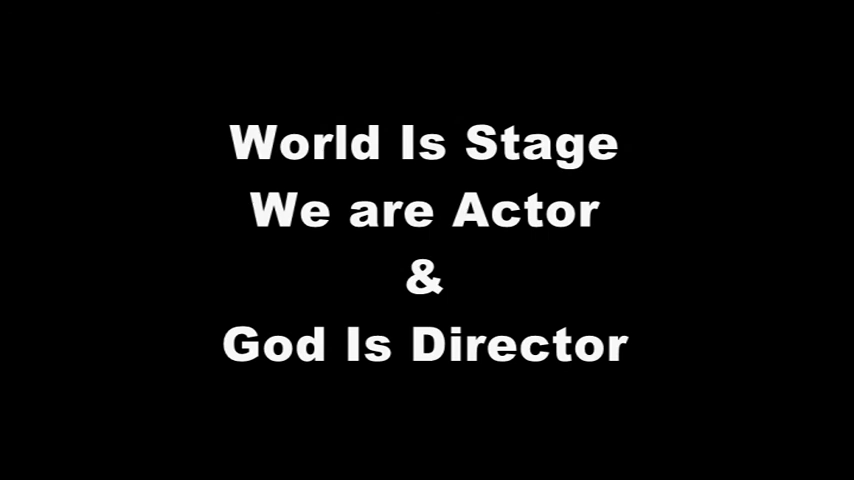 World Is Stage
We are Actor
&
God Is Director